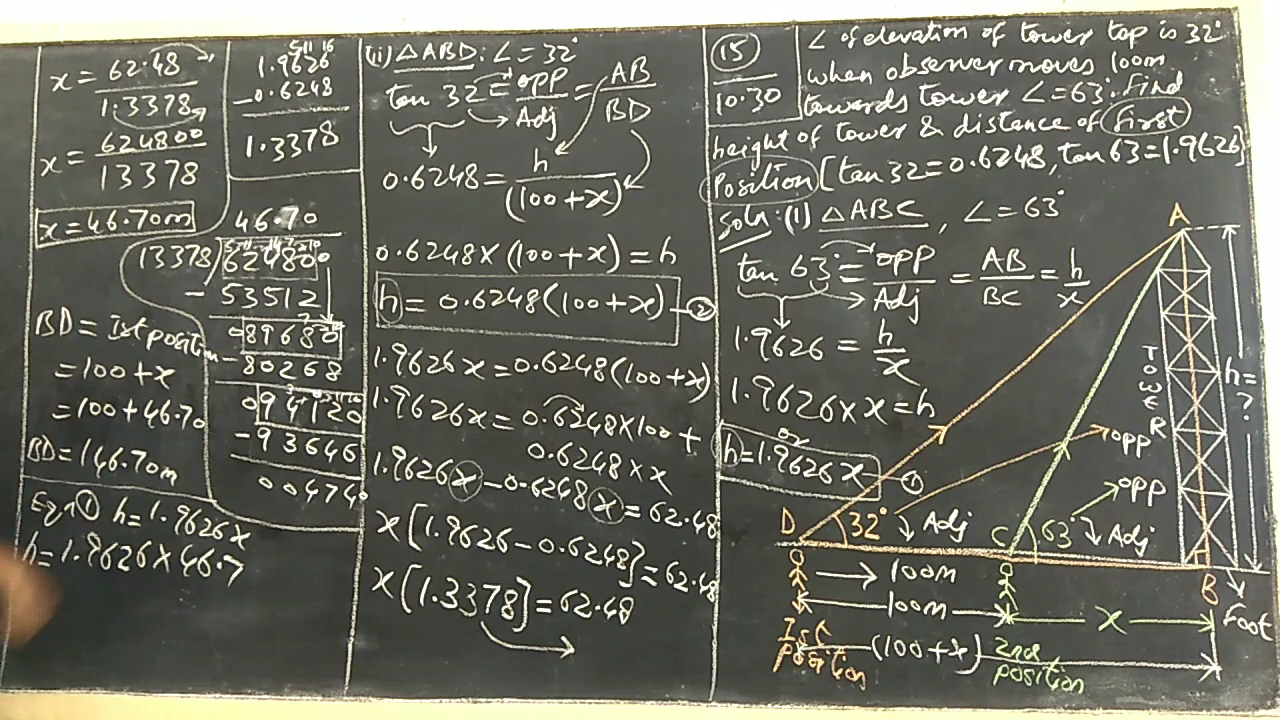 15
10.30
∠ of elevation of tower top is 32°
when observer moves 100m
towards tower ∠=63°. find
height of tower & distance of first
position [tan 32=0.6248, tan 63=1.9626]
Soln: (i) △ABC, ∠=63°
tan 63° = opp/Adj = AB/BC = h/x
1.9626 = h/x
1.9626 × x = h
or
h = 1.9626 x - ①
A
TOWER
h = ?
opp
opp
D 32° ↓ Adj C 63° ↓ Adj
B
Foot
→ 100m
100m
x
Ist position
(100+x)
2nd position
(ii) △ABD: ∠=32°
tan 32° = opp/Adj = AB/BD
0.6248 = h/(100+x)
0.6248 × (100+x) = h
h = 0.6248(100+x) - ②
1.9626 x = 0.6248(100+x)
1.9626x = 0.6248×100 +
0.6248×x
1.9626x - 0.6248x = 62.48
x[1.9626 - 0.6248] = 62.48
x[1.3378] = 62.48
x = 62.48/1.3378
x = 624800/13378
x = 46.70m
1.9626
-0.6248
1.3378
46.70
13378)624800
- 53512
089680
- 80268
094120
- 93646
00474
BD = Ist position
= 100+x
= 100+46.70
BD = 146.70m
Eqn ① h = 1.9626x
h = 1.9626×46.7